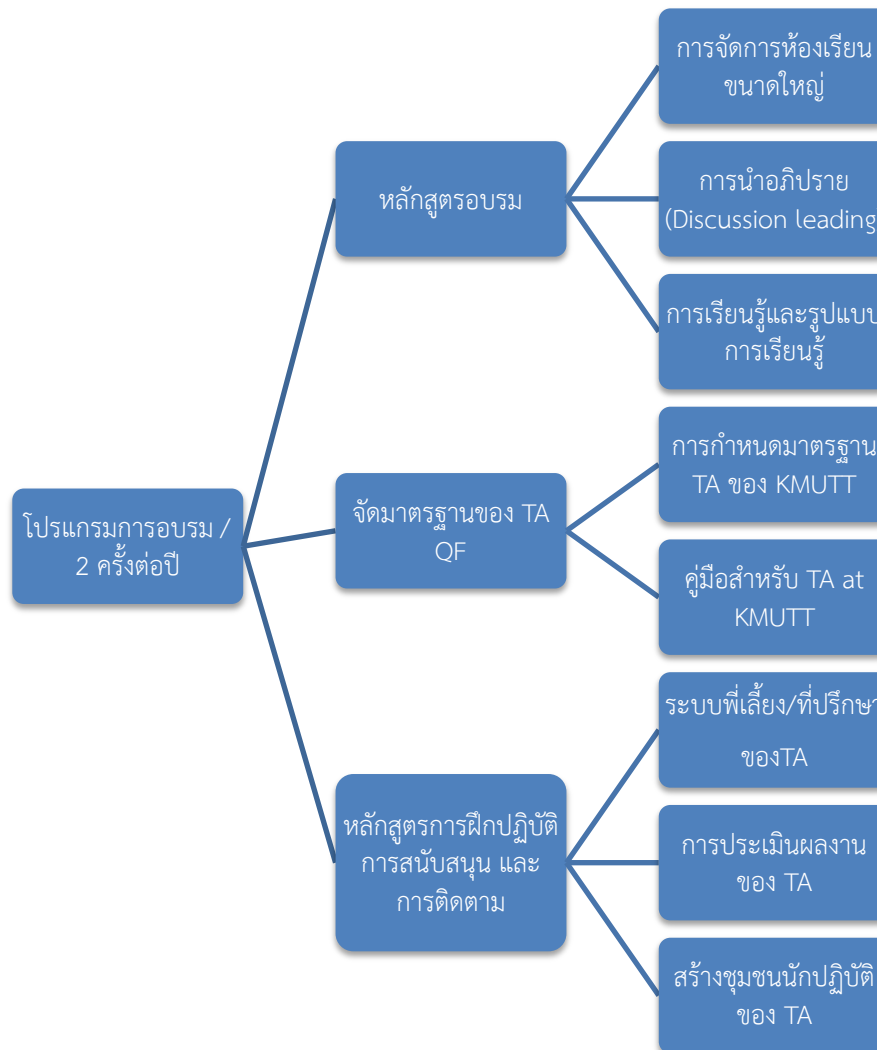 การจัดการห้องเรียน
ขนาดใหญ่
หลักสูตรอบรม
การนำอภิปราย
(Discussion leading
การเรียนรู้และรูปแบบ
การเรียนรู้
โปรแกรมการอบรม /
2 ครั้งต่อปี
จัดมาตรฐานของ TA
QF
การกำหนดมาตรฐาน
TA ของ KMUTT
คู่มือสำหรับ TA at
KMUTT
หลักสูตรการฝึกปฏิบัติ
การสนับสนุน และ
การติดตาม
ระบบพี่เลี้ยง/ที่ปรึกษา
ของTA
การประเมินผลงาน
ของ TA
สร้างชุมชนนักปฏิบัติ
ของ TA